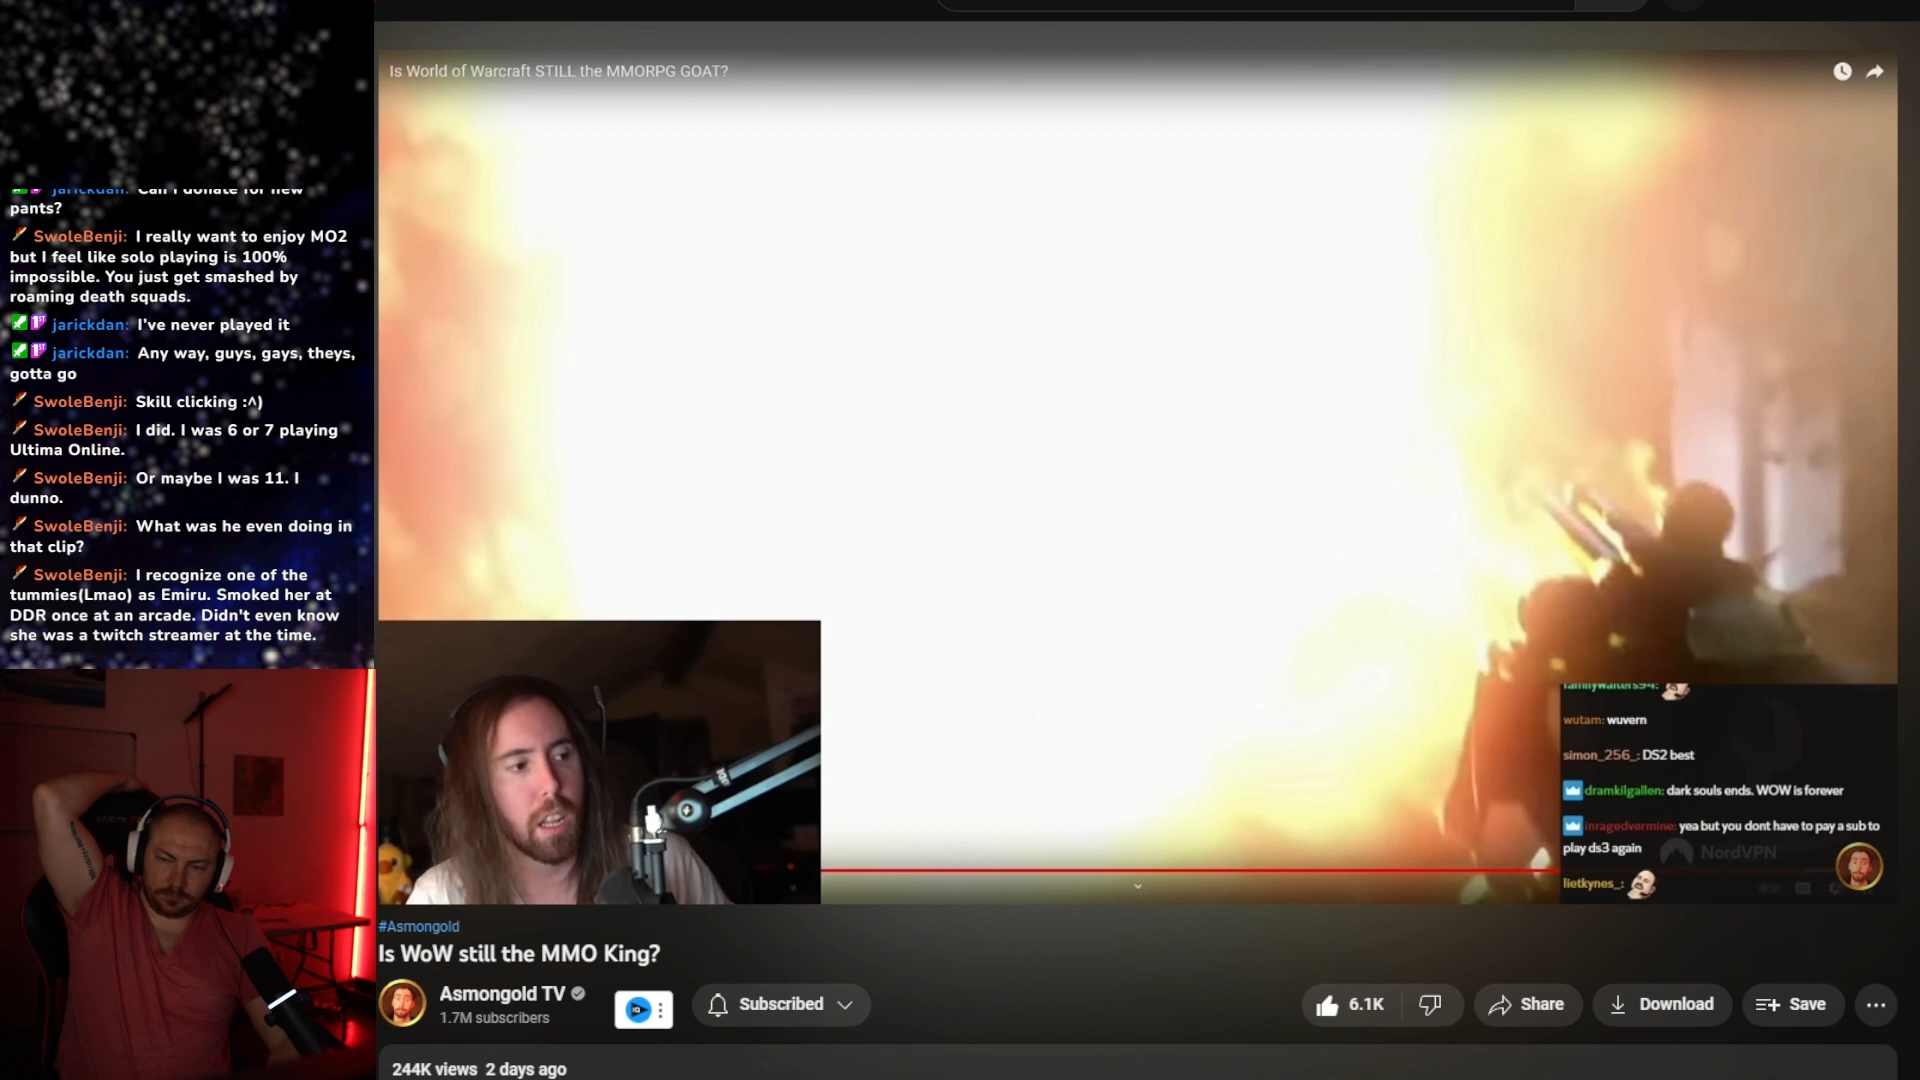 jarickdan: Can I donate for new
pants?
SwoleBenji: I really want to enjoy MO2
but I feel like solo playing is 100%
impossible. You just get smashed by
roaming death squads.
jarickdan: I've never played it
jarickdan: Any way, guys, gays, theys,
gotta go
SwoleBenji: Skill clicking :^)
SwoleBenji: I did. I was 6 or 7 playing
Ultima Online.
SwoleBenji: Or maybe I was 11. I
dunno.
SwoleBenji: What was he even doing in
that clip?
SwoleBenji: I recognize one of the
tummies(Lmao) as Emiru. Smoked her at
DDR once at an arcade. Didn't even know
she was a twitch streamer at the time.
Is World of Warcraft STILL the MMORPG GOAT?
familywalters94:
wutam: wuvern
simon_256_: DS2 best
dramkilgallen: dark souls ends. WOW is forever
inragedvermine: yea but you dont have to pay a sub to
play ds3 again
NordVPN
lietkynes_:
#Asmongold
Is WoW still the MMO King?
Asmongold TV
1.7M subscribers
IQ
Subscribed
6.1K
Share
Download
Save
244K views 2 days ago